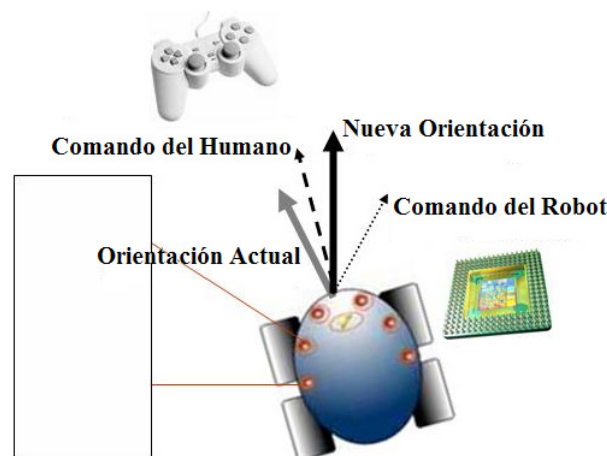 Nueva Orientación
Comando del Humano
Comando del Robot
Orientación Actual